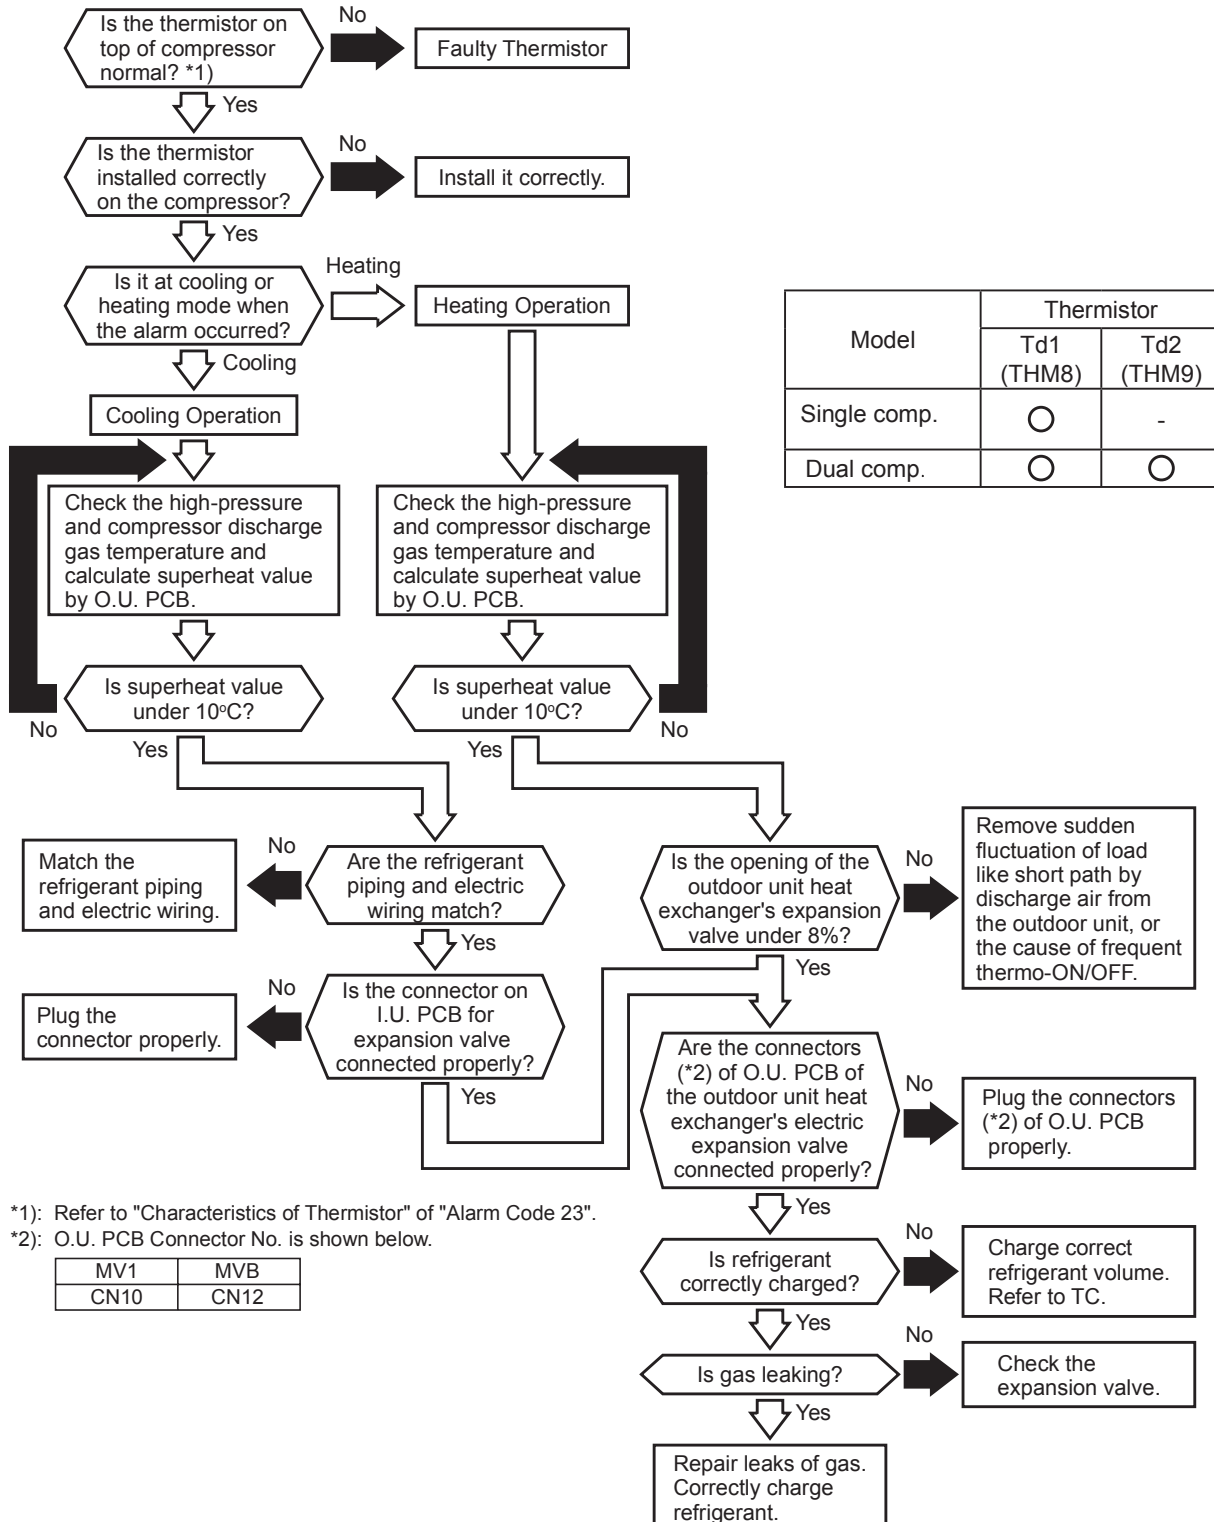 Is the thermistor on
top of compressor
normal? *1)
No
Faulty Thermistor
Yes
Is the thermistor
installed correctly
on the compressor?
No
Install it correctly.
Yes
Is it at cooling or
heating mode when
the alarm occurred?
Heating
Heating Operation
Cooling
Cooling Operation
Model
Thermistor
Td1
(THM8)
Td2
(THM9)
Single comp.
○
-
Dual comp.
○
○
Check the high-pressure
and compressor discharge
gas temperature and
calculate superheat value
by O.U. PCB.
Check the high-pressure
and compressor discharge
gas temperature and
calculate superheat value
by O.U. PCB.
Is superheat value
under 10°C?
No
Yes
Is superheat value
under 10°C?
No
Yes
Match the
refrigerant piping
and electric wiring.
No
Are the refrigerant
piping and electric
wiring match?
Yes
Is the opening of the
outdoor unit heat
exchanger's expansion
valve under 8%?
No
Remove sudden
fluctuation of load
like short path by
discharge air from
the outdoor unit, or
the cause of frequent
thermo-ON/OFF.
Yes
Plug the
connector properly.
No
Is the connector on
I.U. PCB for
expansion valve
connected properly?
Yes
Are the connectors
(*2) of O.U. PCB of
the outdoor unit heat
exchanger's electric
expansion valve
connected properly?
No
Plug the connectors
(*2) of O.U. PCB
properly.
Yes
*1): Refer to "Characteristics of Thermistor" of "Alarm Code 23".
*2): O.U. PCB Connector No. is shown below.
MV1 MVB
CN10 CN12
Is refrigerant
correctly charged?
No
Charge correct
refrigerant volume.
Refer to TC.
Yes
Is gas leaking?
No
Check the
expansion valve.
Yes
Repair leaks of gas.
Correctly charge
refrigerant.